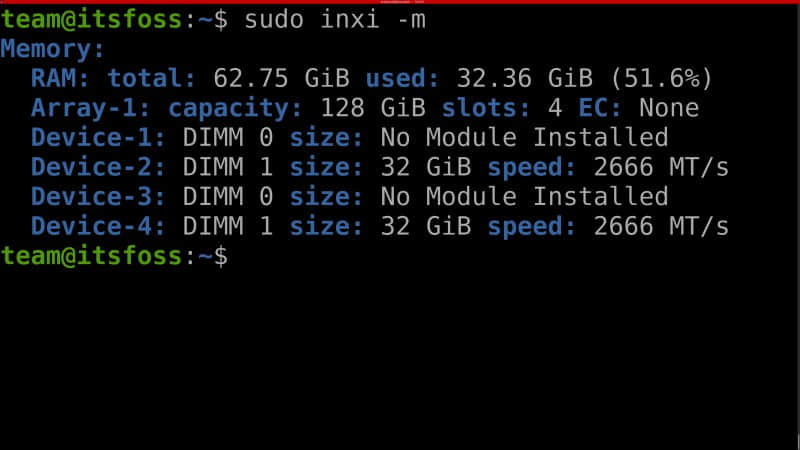 team@itsfoss:~$ sudo inxi -m
Memory:
RAM: total: 62.75 GiB used: 32.36 GiB (51.6%)
Array-1: capacity: 128 GiB slots: 4 EC: None
Device-1: DIMM 0 size: No Module Installed
Device-2: DIMM 1 size: 32 GiB speed: 2666 MT/s
Device-3: DIMM 0 size: No Module Installed
Device-4: DIMM 1 size: 32 GiB speed: 2666 MT/s
team@itsfoss:~$